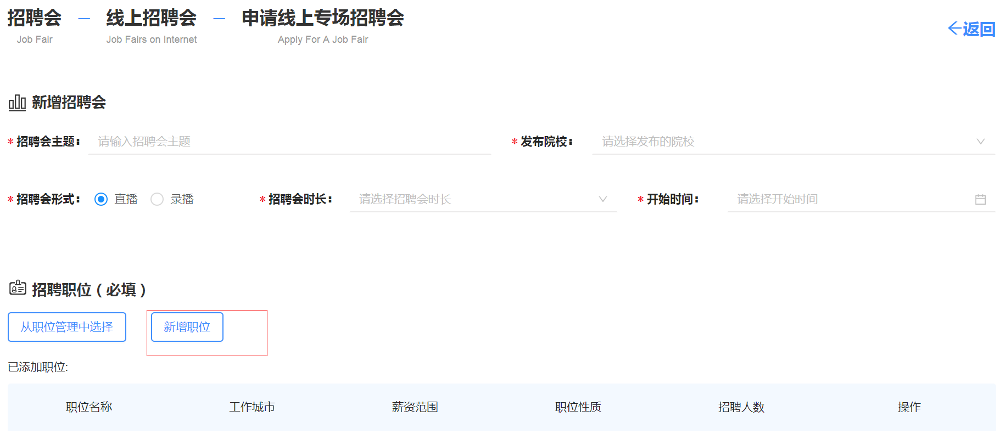 招聘会 — 线上招聘会 — 申请线上专场招聘会
Job Fair Job Fairs on Internet Apply For A Job Fair
返回
新增招聘会
* 招聘会主题: 请输入招聘会主题 * 发布院校: 请选择发布的院校
* 招聘会形式: 直播 录播 * 招聘会时长: 请选择招聘会时长 * 开始时间: 请选择开始时间
招聘职位（必填）
从职位管理中选择 新增职位
已添加职位:
职位名称 工作城市 薪资范围 职位性质 招聘人数 操作